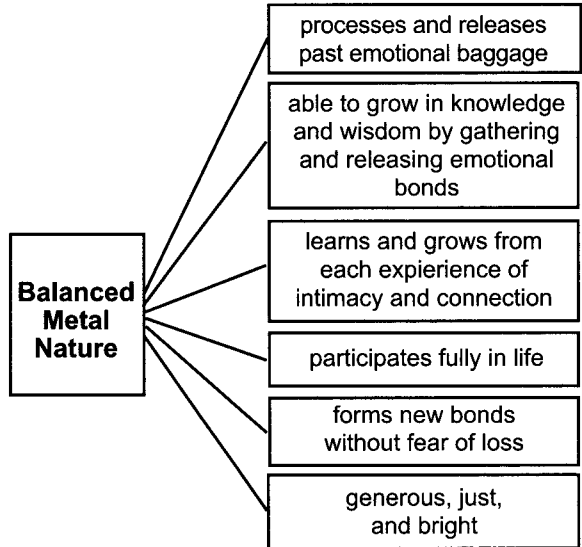 processes and releases
past emotional baggage
able to grow in knowledge
and wisdom by gathering
and releasing emotional
bonds
learns and grows from
each expierience of
intimacy and connection
Balanced
Metal
Nature
participates fully in life
forms new bonds
without fear of loss
generous, just,
and bright